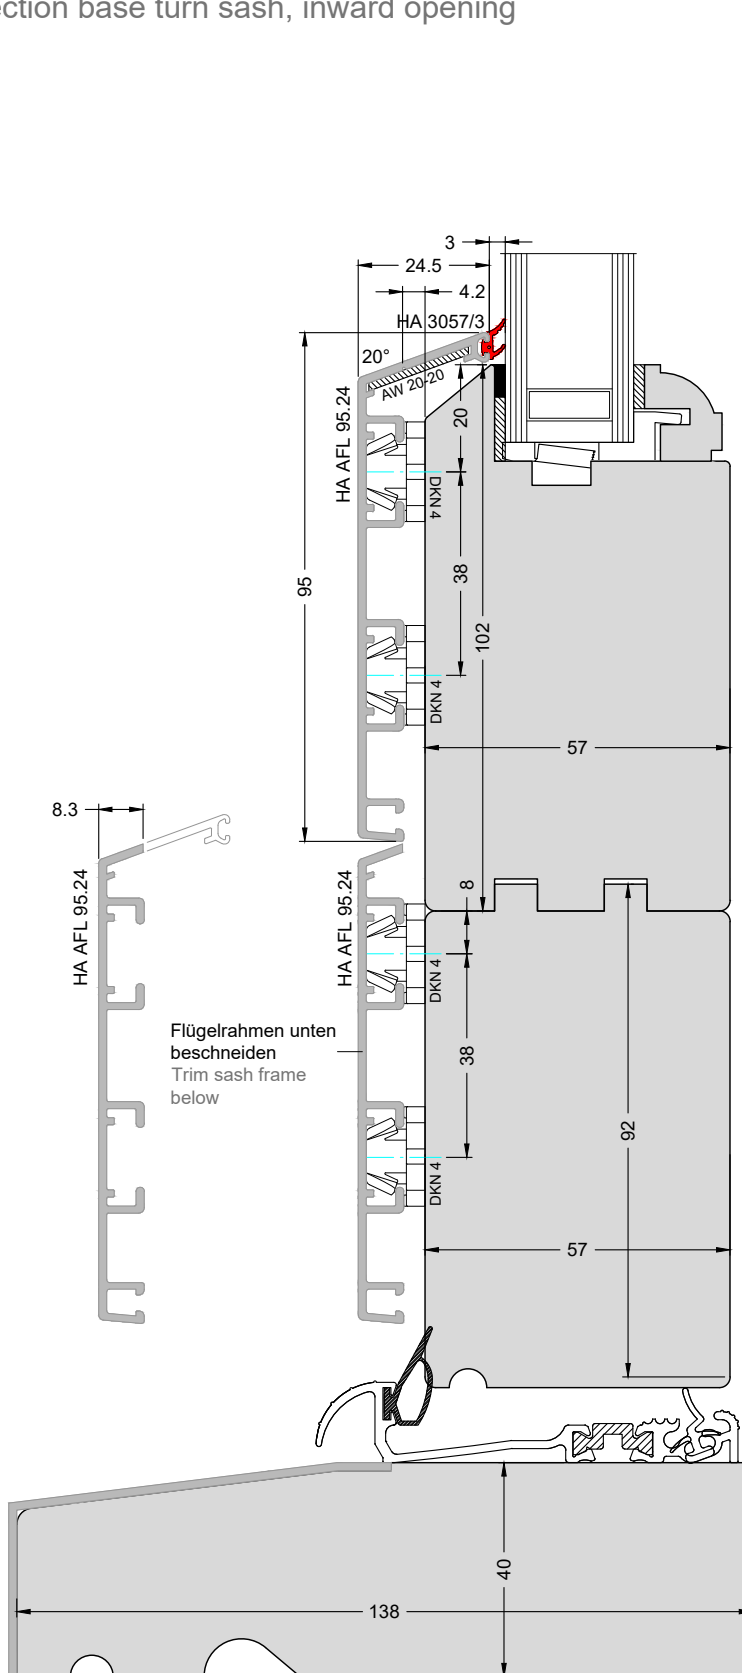 ection base turn sash, inward opening
3
24.5
4.2
HA 3057/3
20°
AW 20-20
HA AFL 95.24
20
DKN 4
38
95
102
DKN 4
57
8.3
8
HA AFL 95.24
HA AFL 95.24
DKN 4
Flügelrahmen unten
beschneiden
Trim sash frame
below
38
92
DKN 4
57
40
138